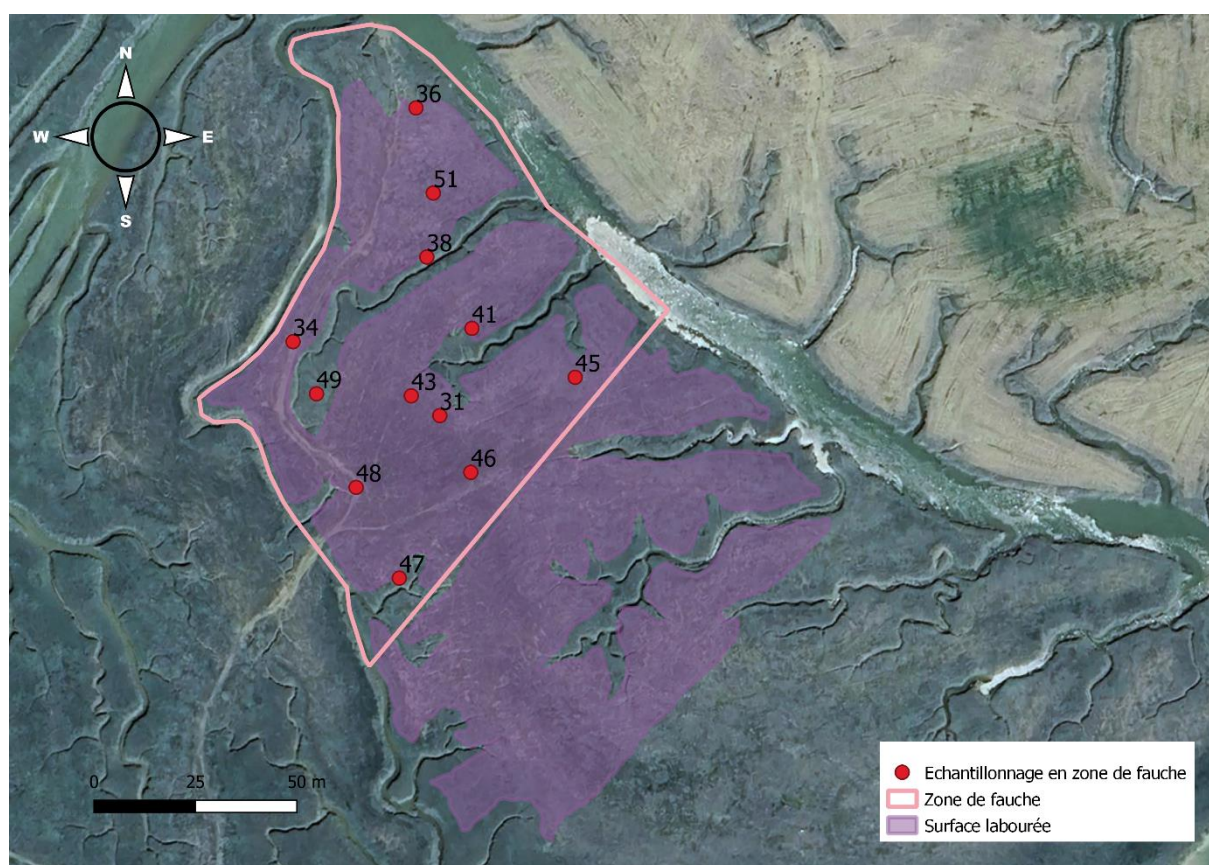 N
W E
S
36
51
38
41
34
45
49
43
31
46
48
47
0 25 50 m
Echantillonnage en zone de fauche
Zone de fauche
Surface labourée